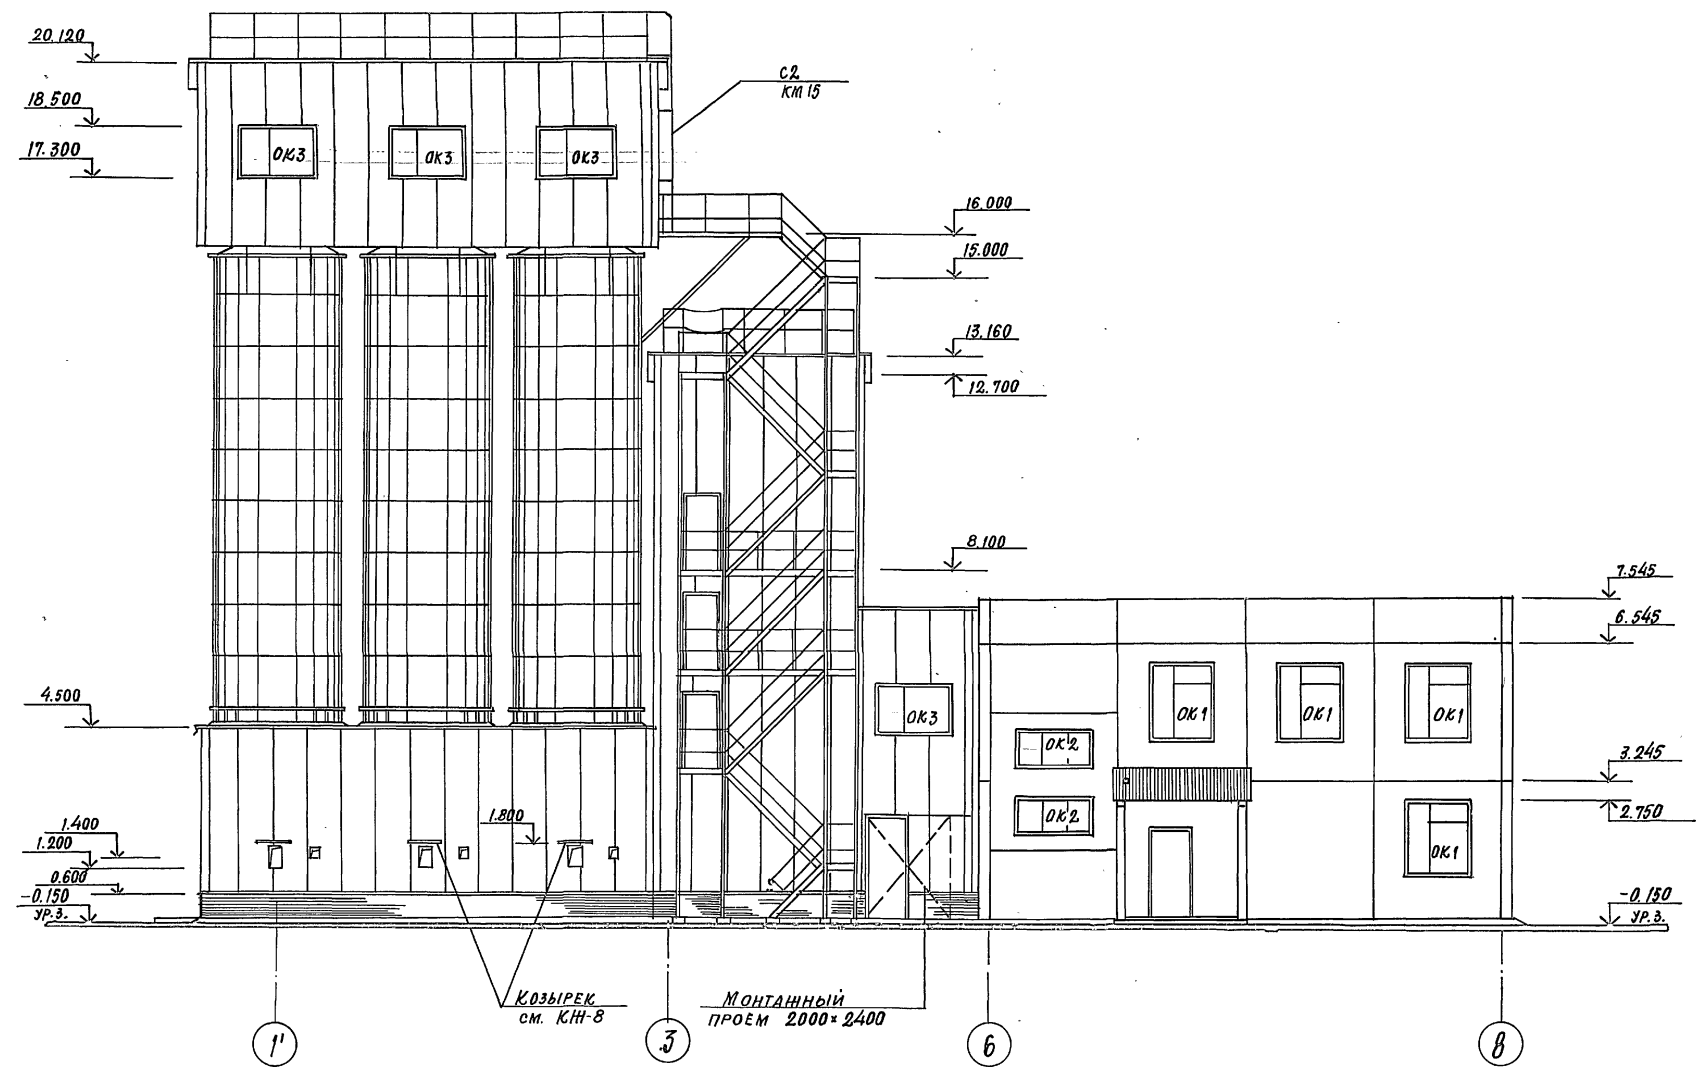 20.120
18.500
17.300
С2
КМ 15
ОК3
ОК3
ОК3
16.000
15.000
13.160
12.700
8.100
7.545
6.545
4.500
ОК3
ОК1
ОК1
ОК1
ОК2
3.245
2.750
ОК2
ОК1
1.800
1.400
1.200
0.600
-0.150
УР.З.
-0.150
УР.З.
КОЗЫРЕК
СМ. КЖ-8
МОНТАЖНЫЙ
ПРОЕМ 2000×2400
1'
3
6
8